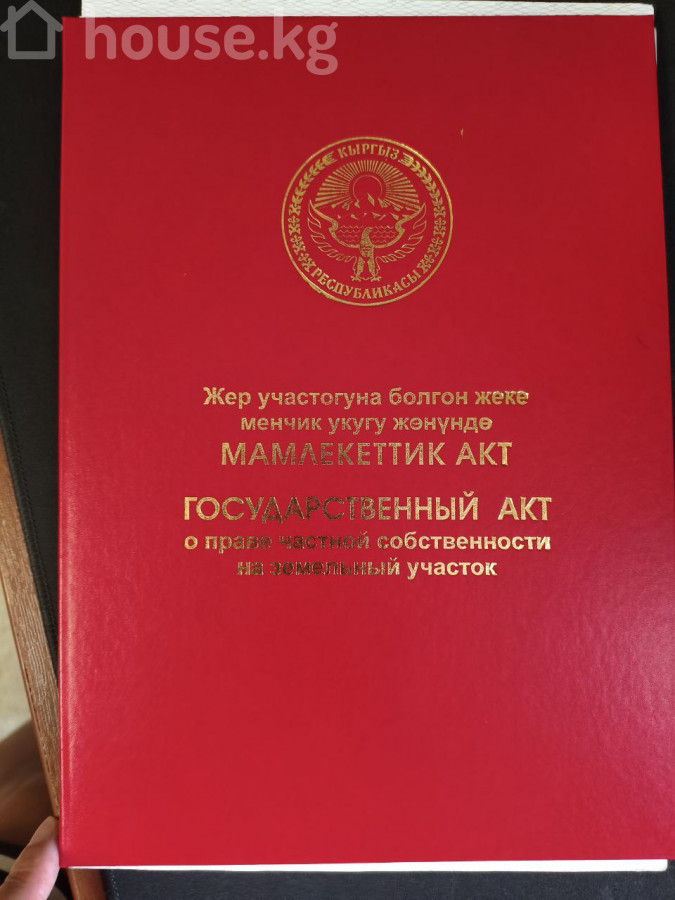 house.kg
КЫРГЫЗ
РЕСПУБЛИКАСЫ
Жер участогуна болгон жеке
менчик укугу жөнүндө
МАМЛЕКЕТТИК АКТ
ГОСУДАРСТВЕННЫЙ АКТ
о праве частной собственности
на земельный участок